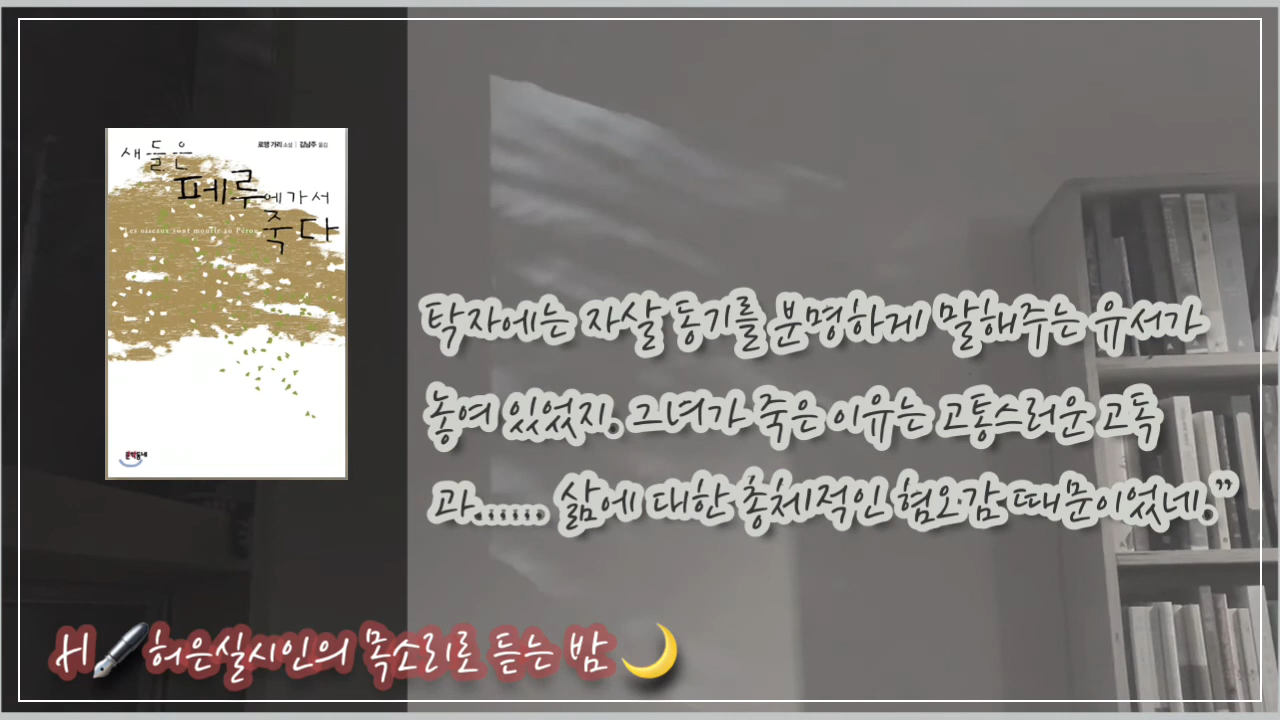 새들은
로맹 가리 소설 | 김남주 옮김
페루에가서
죽다
Les oiseaux vont mourir au Pérou
문학동네
탁자에는 자살 동기를 분명하게 말해주는 유서가
놓여 있었지. 그녀가 죽은 이유는 고통스러운 고독
과...... 삶에 대한 총체적인 혐오감 때문이었네.”
H🖋허은실시인의 목소리로 듣는 밤🌙